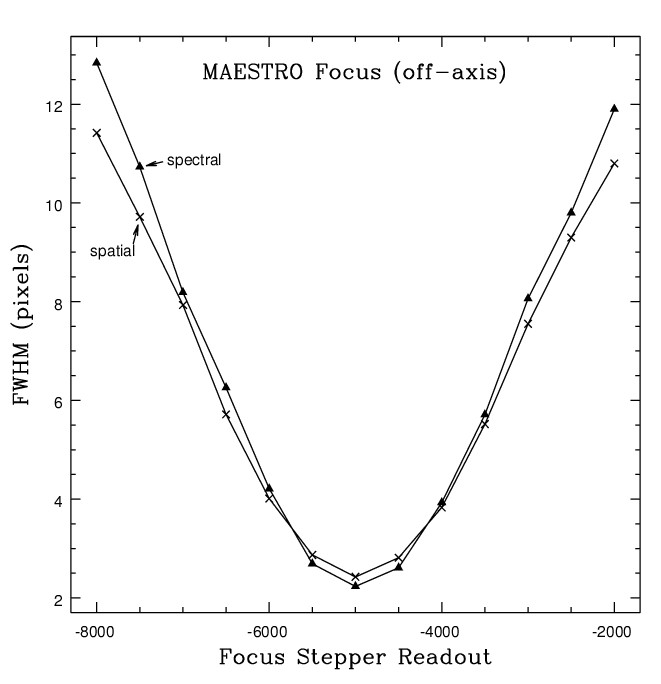 MAESTRO Focus (off-axis)
12
spectral
10
spatial
8
FWHM (pixels)
6
4
2
-8000 -6000 -4000 -2000
Focus Stepper Readout